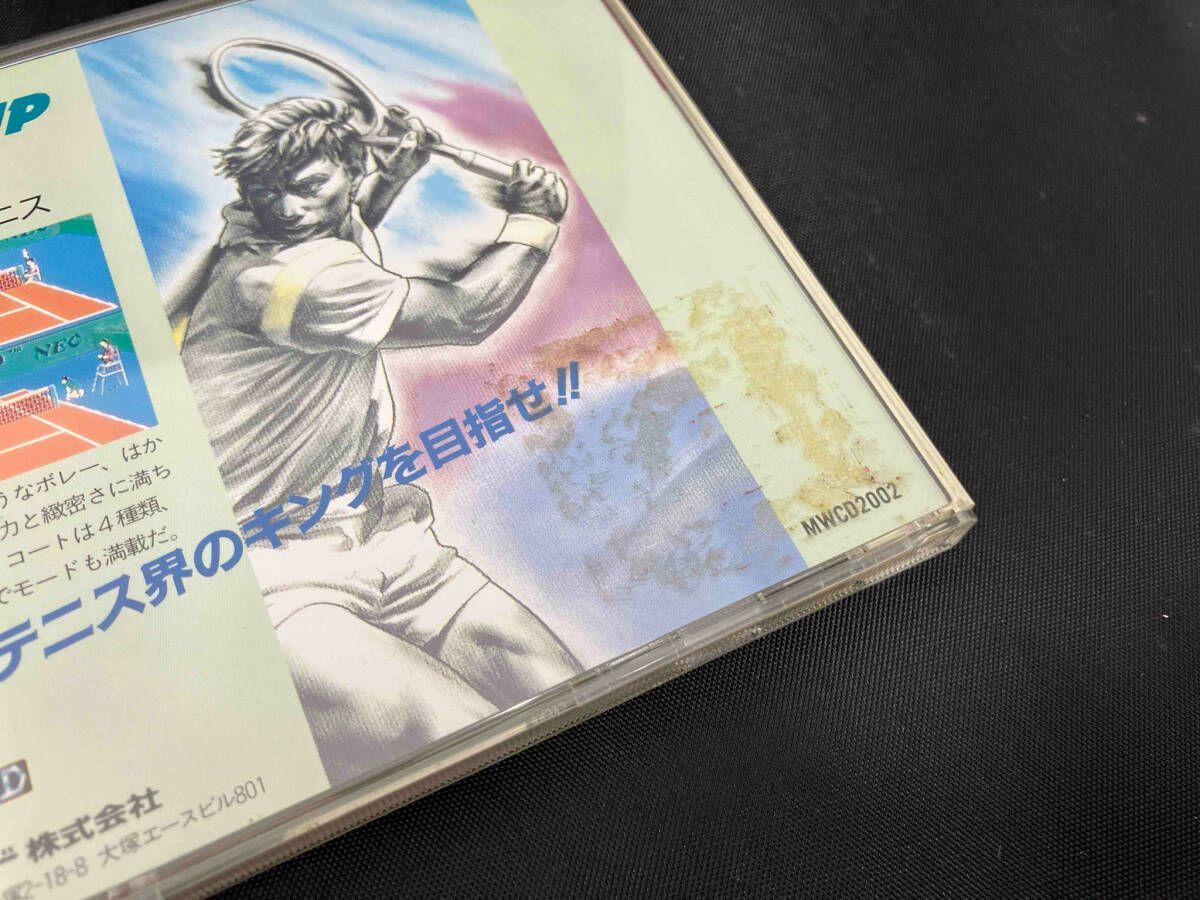 UP
ニス
NEC
うなボレー、はか
力と緻密さに満ち
コートは4種類、
でモードも満載だ。
テニス界のキングを目指せ!!
MWCD2002
株式会社
2-18-8 大塚エースビル801